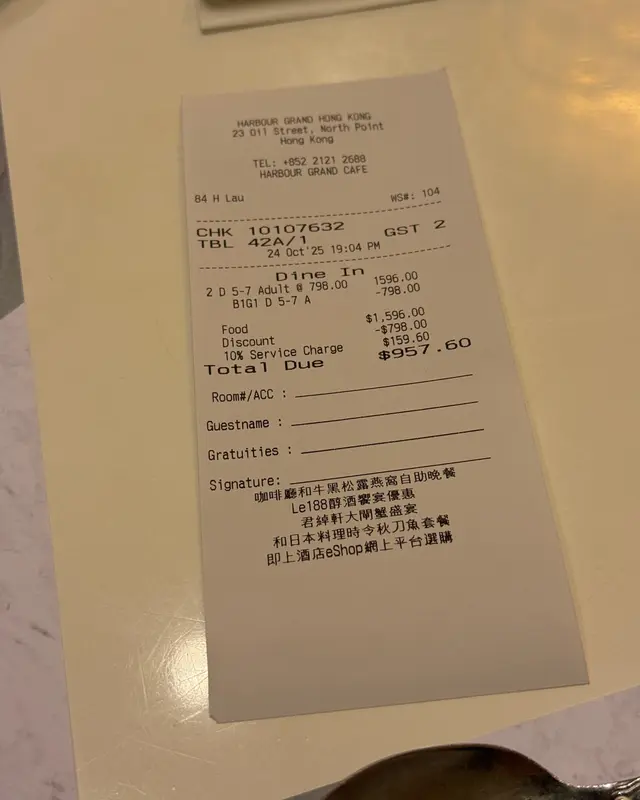 HARBOUR GRAND HONG KONG
23 Oil Street, North Point
Hong Kong
TEL: +852 2121 2688
HARBOUR GRAND CAFE
84 H Lau WS#: 104
CHK 10107632
TBL 42A/1 GST 2
24 Oct'25 19:04 PM
Dine In
2 D 5-7 Adult @ 798.00 1596.00
B1G1 D 5-7 A -798.00
Food $1,596.00
Discount -$798.00
10% Service Charge $159.60
Total Due $957.60
Room#/ACC :
Guestname :
Gratuities :
Signature:
咖啡廳和牛黑松露燕窩自助晚餐
Le188醇酒饗宴優惠
君綽軒大閘蟹盛宴
和日本料理時令秋刀魚套餐
即上酒店eShop網上平台選購